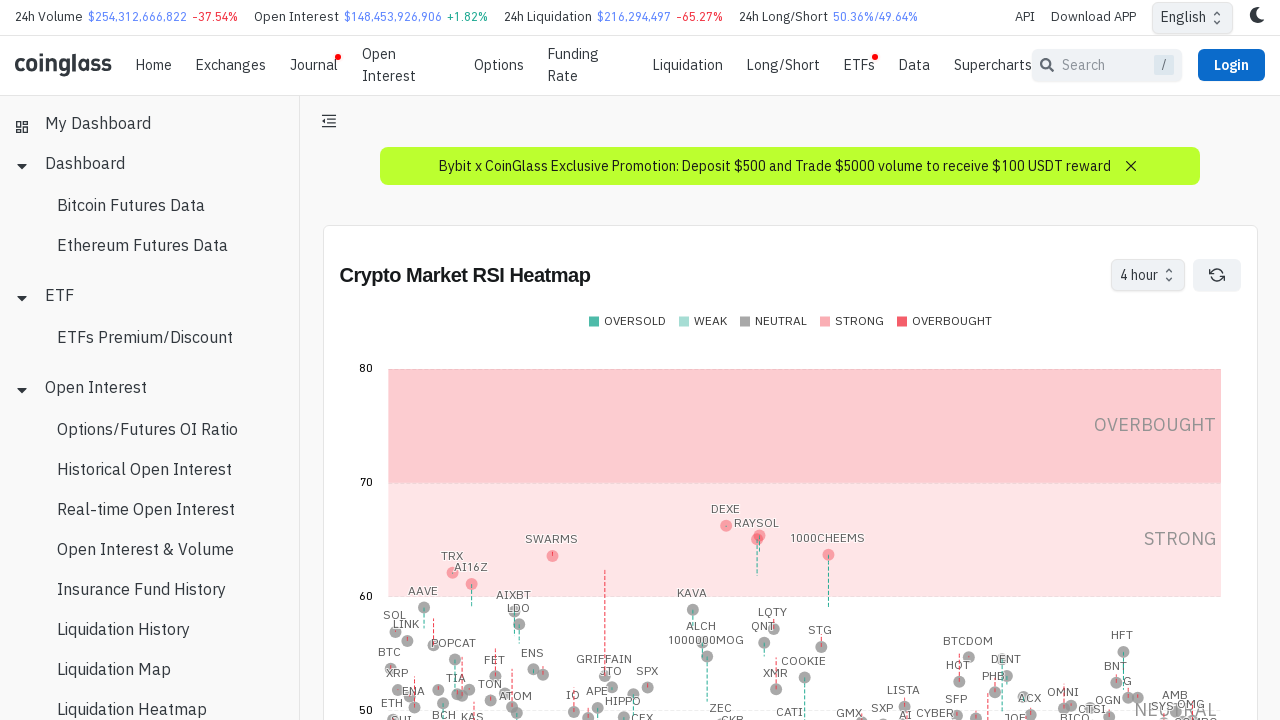 24h Volume $254,312,666,822 -37.54% Open Interest $148,453,926,906 +1.82% 24h Liquidation $216,294,497 -65.27% 24h Long/Short 50.36%/49.64% API Download APP English
coinglass Home Exchanges Journal Open Interest Options Funding Rate Liquidation Long/Short ETFs Data Supercharts Search / Login
My Dashboard
Dashboard
Bitcoin Futures Data
Ethereum Futures Data
ETF
ETFs Premium/Discount
Open Interest
Options/Futures OI Ratio
Historical Open Interest
Real-time Open Interest
Open Interest & Volume
Insurance Fund History
Liquidation History
Liquidation Map
Liquidation Heatmap
Bybit x CoinGlass Exclusive Promotion: Deposit $500 and Trade $5000 volume to receive $100 USDT reward
Crypto Market RSI Heatmap 4 hour
OVERSOLD WEAK NEUTRAL STRONG OVERBOUGHT
80
OVERBOUGHT
70
DEXE
RAYSOL
SWARMS 1000CHEEMS STRONG
TRX
AI16Z
60
AAVE AIXBT KAVA
LDO
SOL LQTY
LINK ALCH QNT STG
HFT
POPCAT 1000000MOG BTCDOM
BTC ENS GRIFFAIN COOKIE
FET DENT
HOT BNT
XRP JTO SPX XMR
TIA PHB
TON
ENA IO APE LISTA OMNI
ATOM ACX AMB
ETH HIPPO SFP OGN
50 ZEC SXP CTSI SYS OMG NEUTRAL
BCH KAS CATI GMX AI CYBER
CKB JOE BICO